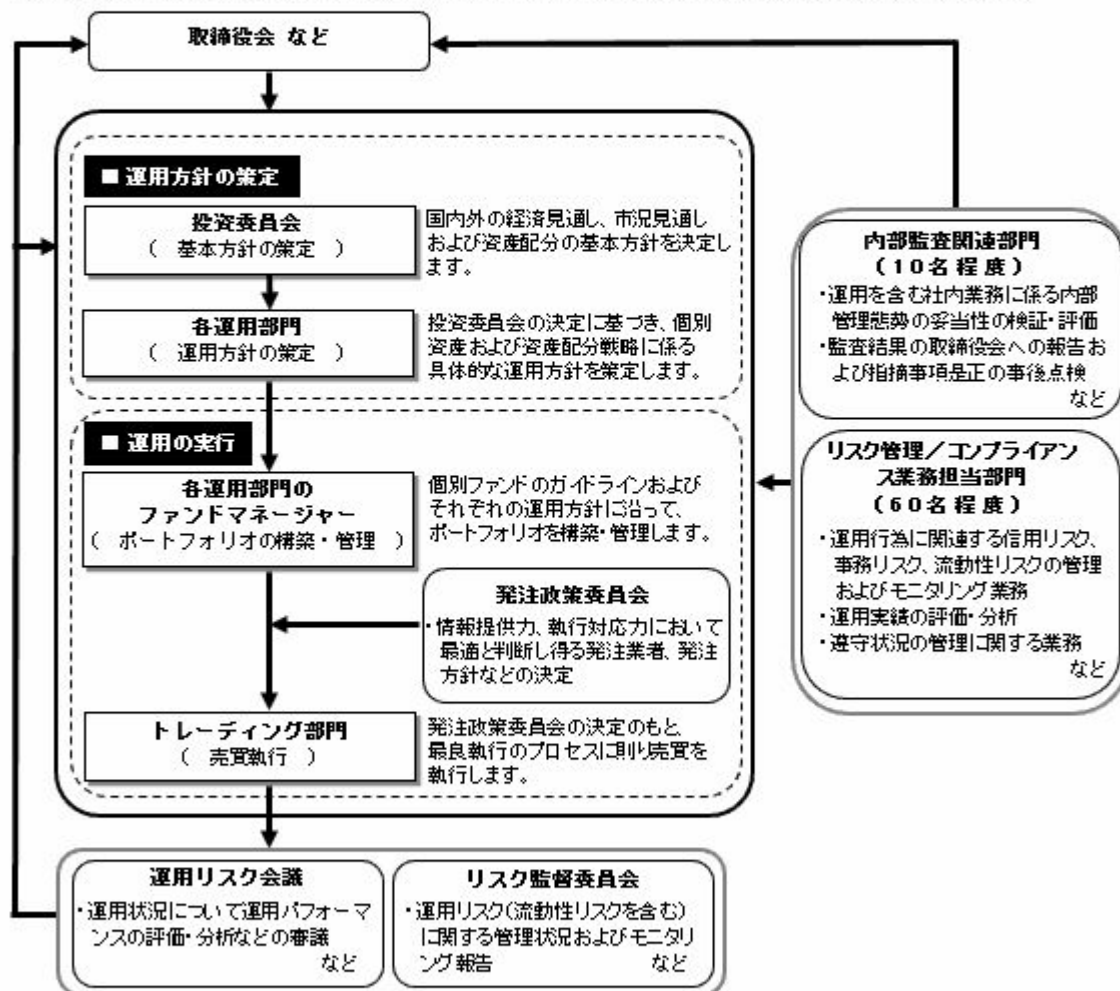 取締役会 など
■ 運用方針の策定
投資委員会
( 基本方針の策定 )
国内外の経済見通し、市況見通し
および資産配分の基本方針を決定し
ます。
各運用部門
( 運用方針の策定 )
投資委員会の決定に基づき、個別
資産および資産配分戦略に係る
具体的な運用方針を策定します。
■ 運用の実行
各運用部門の
ファンドマネージャー
( ポートフォリオの構築・管理 )
個別ファンドのガイドラインおよび
それぞれの運用方針に沿って、
ポートフォリオを構築・管理します。
発注政策委員会
・情報提供力、執行対応力において
最適と判断し得る発注業者、発注
方針などの決定
トレーディング部門
( 売買執行 )
発注政策委員会の決定のもと、
最良執行のプロセスに則り売買を
執行します。
内部監査関連部門
(10名程度)
・運用を含む社内業務に係る内部
管理態勢の妥当性の検証・評価
・監査結果の取締役会への報告お
よび指摘事項是正の事後点検
など
リスク管理/コンプライアン
ス業務担当部門
(60名程度)
・運用行為に関連する信用リスク、
事務リスク、流動性リスクの管理
およびモニタリング業務
・運用実績の評価・分析
・遵守状況の管理に関する業務
など
運用リスク会議
・運用状況について運用パフォーマ
ンスの評価・分析などの審議
など
リスク監督委員会
・運用リスク(流動性リスクを含む)
に関する管理状況およびモニタリ
ング報告 など